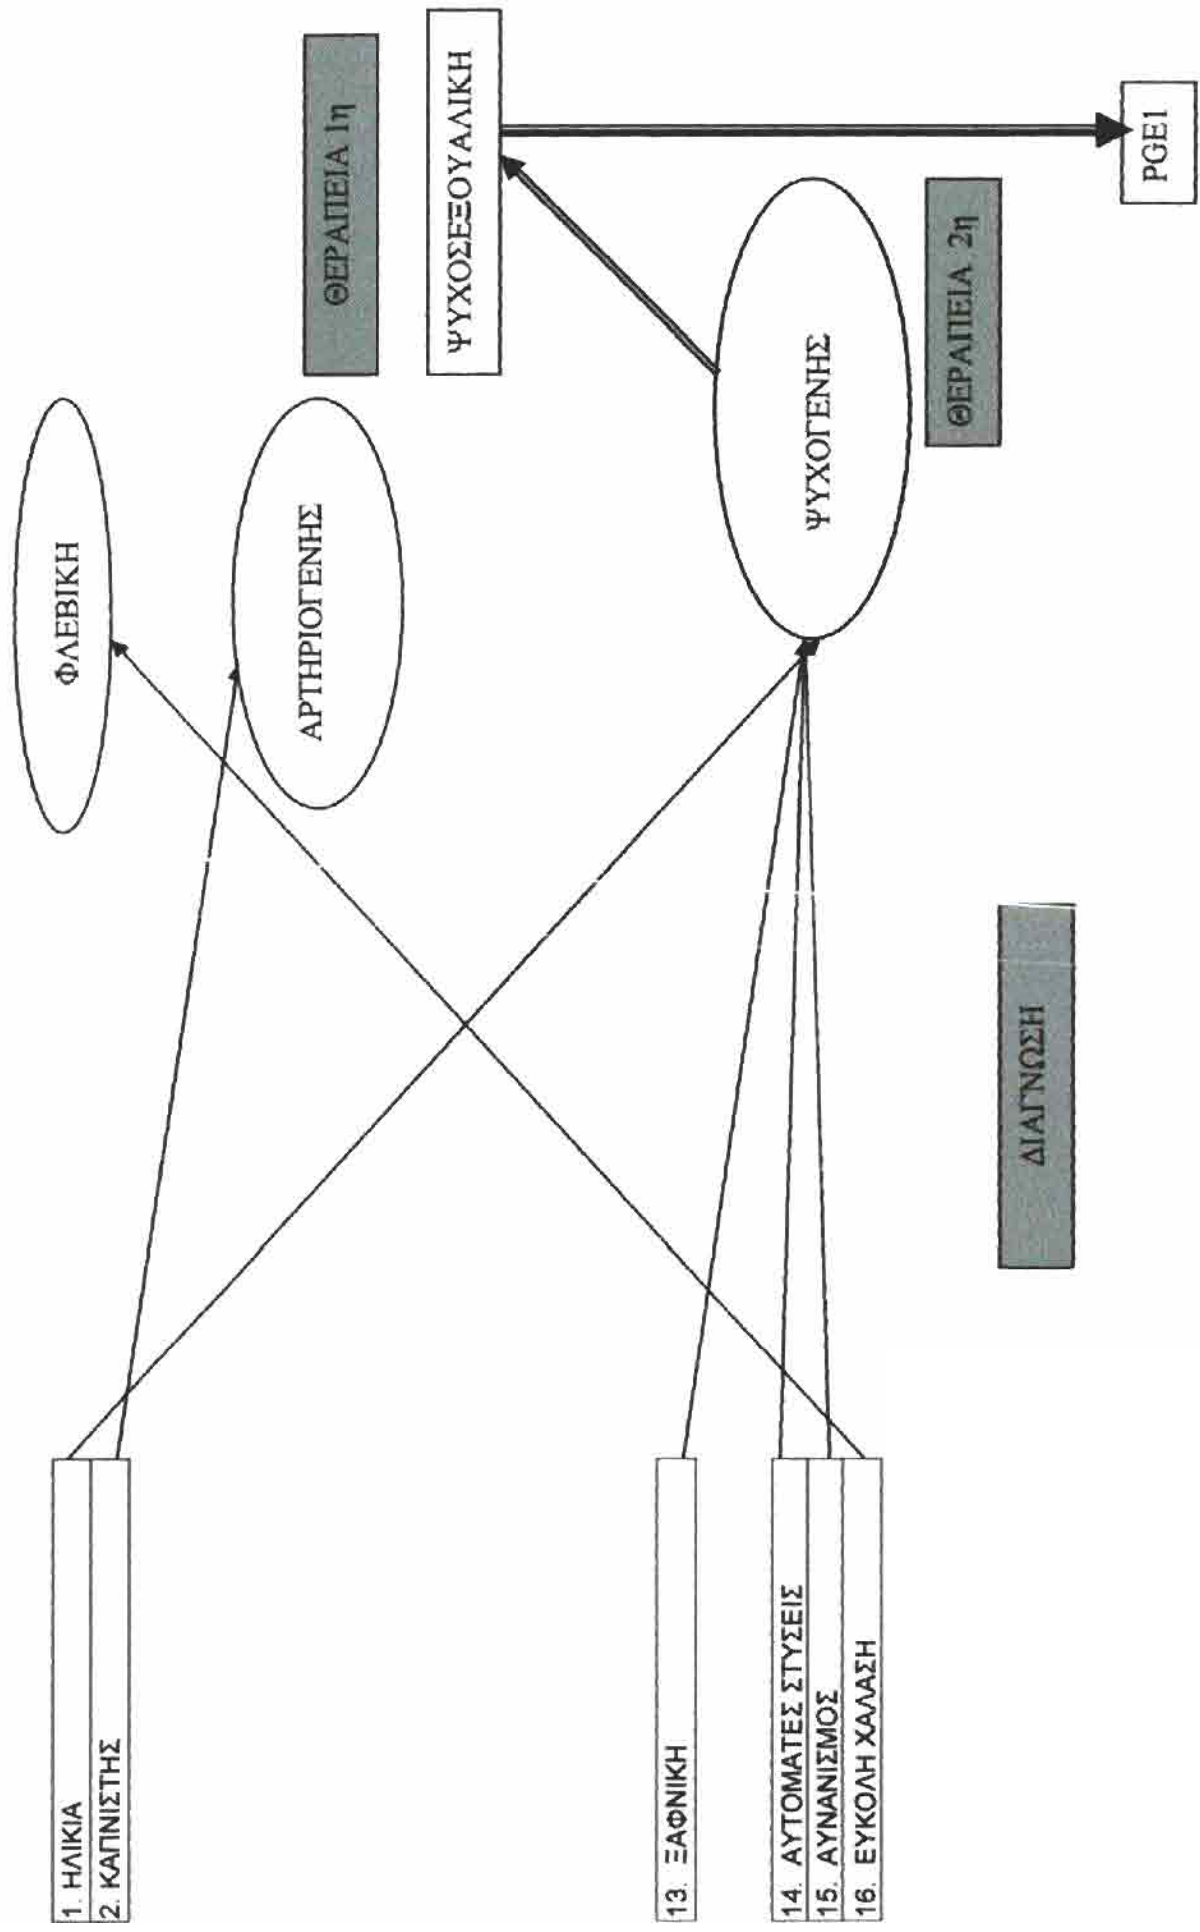 1. ΗΛΙΚΙΑ
2. ΚΑΠΝΙΣΤΗΣ
13. ΞΑΦΝΙΚΗ
14. ΑΥΤΟΜΑΤΕΣ ΣΤΥΣΕΙΣ
15. ΑΥΝΑΝΙΣΜΟΣ
16. ΕΥΚΟΛΗ ΧΑΛΑΣΗ
ΔΙΑΓΝΩΣΗ
ΦΛΕΒΙΚΗ
ΑΡΤΗΡΙΟΓΕΝΗΣ
ΨΥΧΟΓΕΝΗΣ
ΘΕΡΑΠΕΙΑ 1η
ΨΥΧΟΣΕΞΟΥΑΛΙΚΗ
ΘΕΡΑΠΕΙΑ 2η
PGE1